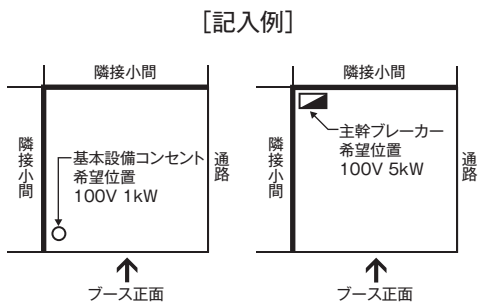 ［記入例］
隣接小間
隣接小間
基本設備コンセント
希望位置
100V 1kW
通路
ブース正面
隣接小間
隣接小間
主幹ブレーカー
希望位置
100V 5kW
通路
ブース正面